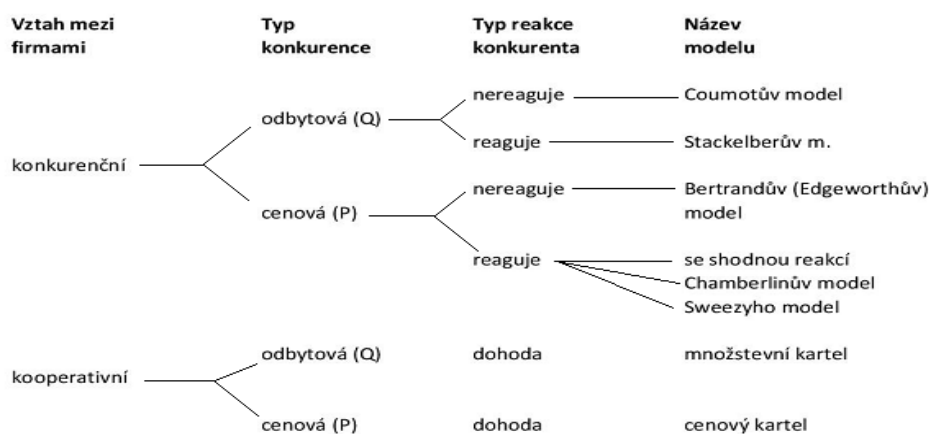 Vztah mezi firmami
Typ konkurence
Typ reakce konkurenta
Název modelu
konkurenční
odbytová (Q)
nereaguje
Coumotův model
reaguje
Stackelberův m.
cenová (P)
nereaguje
Bertrandův (Edgeworthův) model
reaguje
se shodnou reakcí
Chamberlinův model
Sweezyho model
kooperativní
odbytová (Q)
dohoda
množstevní kartel
cenová (P)
dohoda
cenový kartel